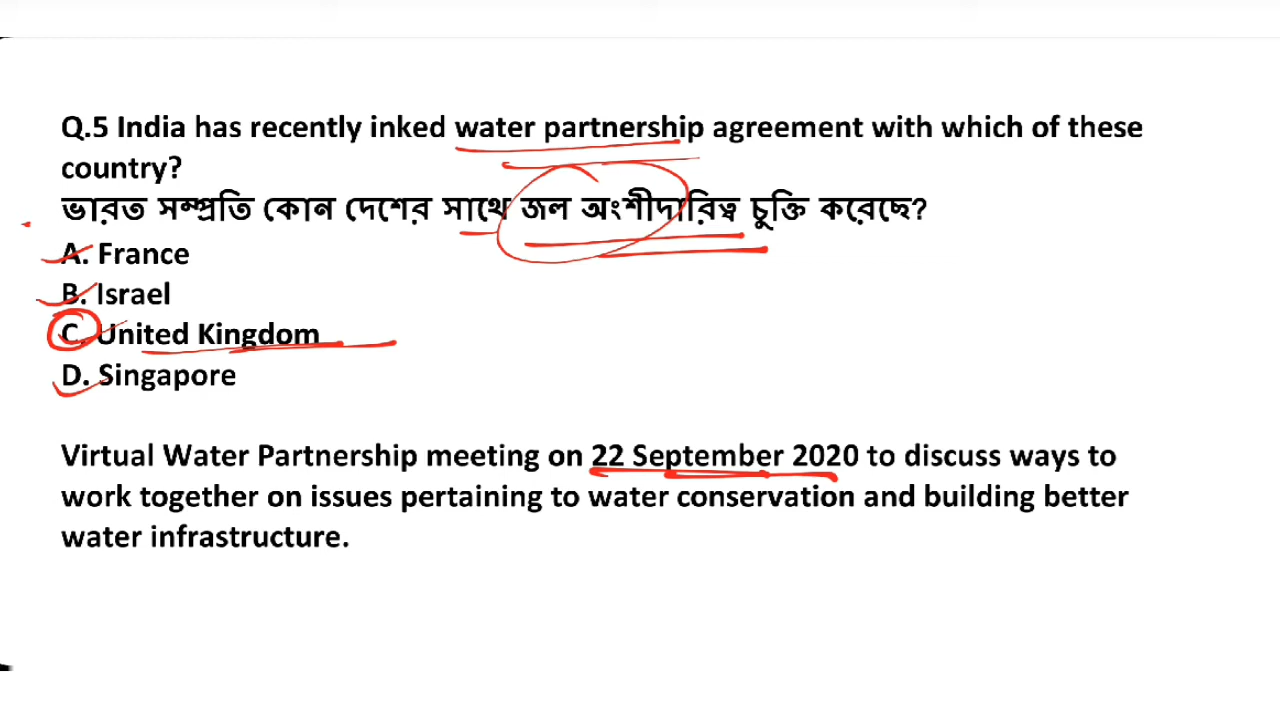 Q.5 India has recently inked water partnership agreement with which of these
country?
ভারত সম্প্রতি কোন দেশের সাথে জল অংশীদারিত্ব চুক্তি করেছে?
A. France
B. Israel
C. United Kingdom
D. Singapore
Virtual Water Partnership meeting on 22 September 2020 to discuss ways to
work together on issues pertaining to water conservation and building better
water infrastructure.